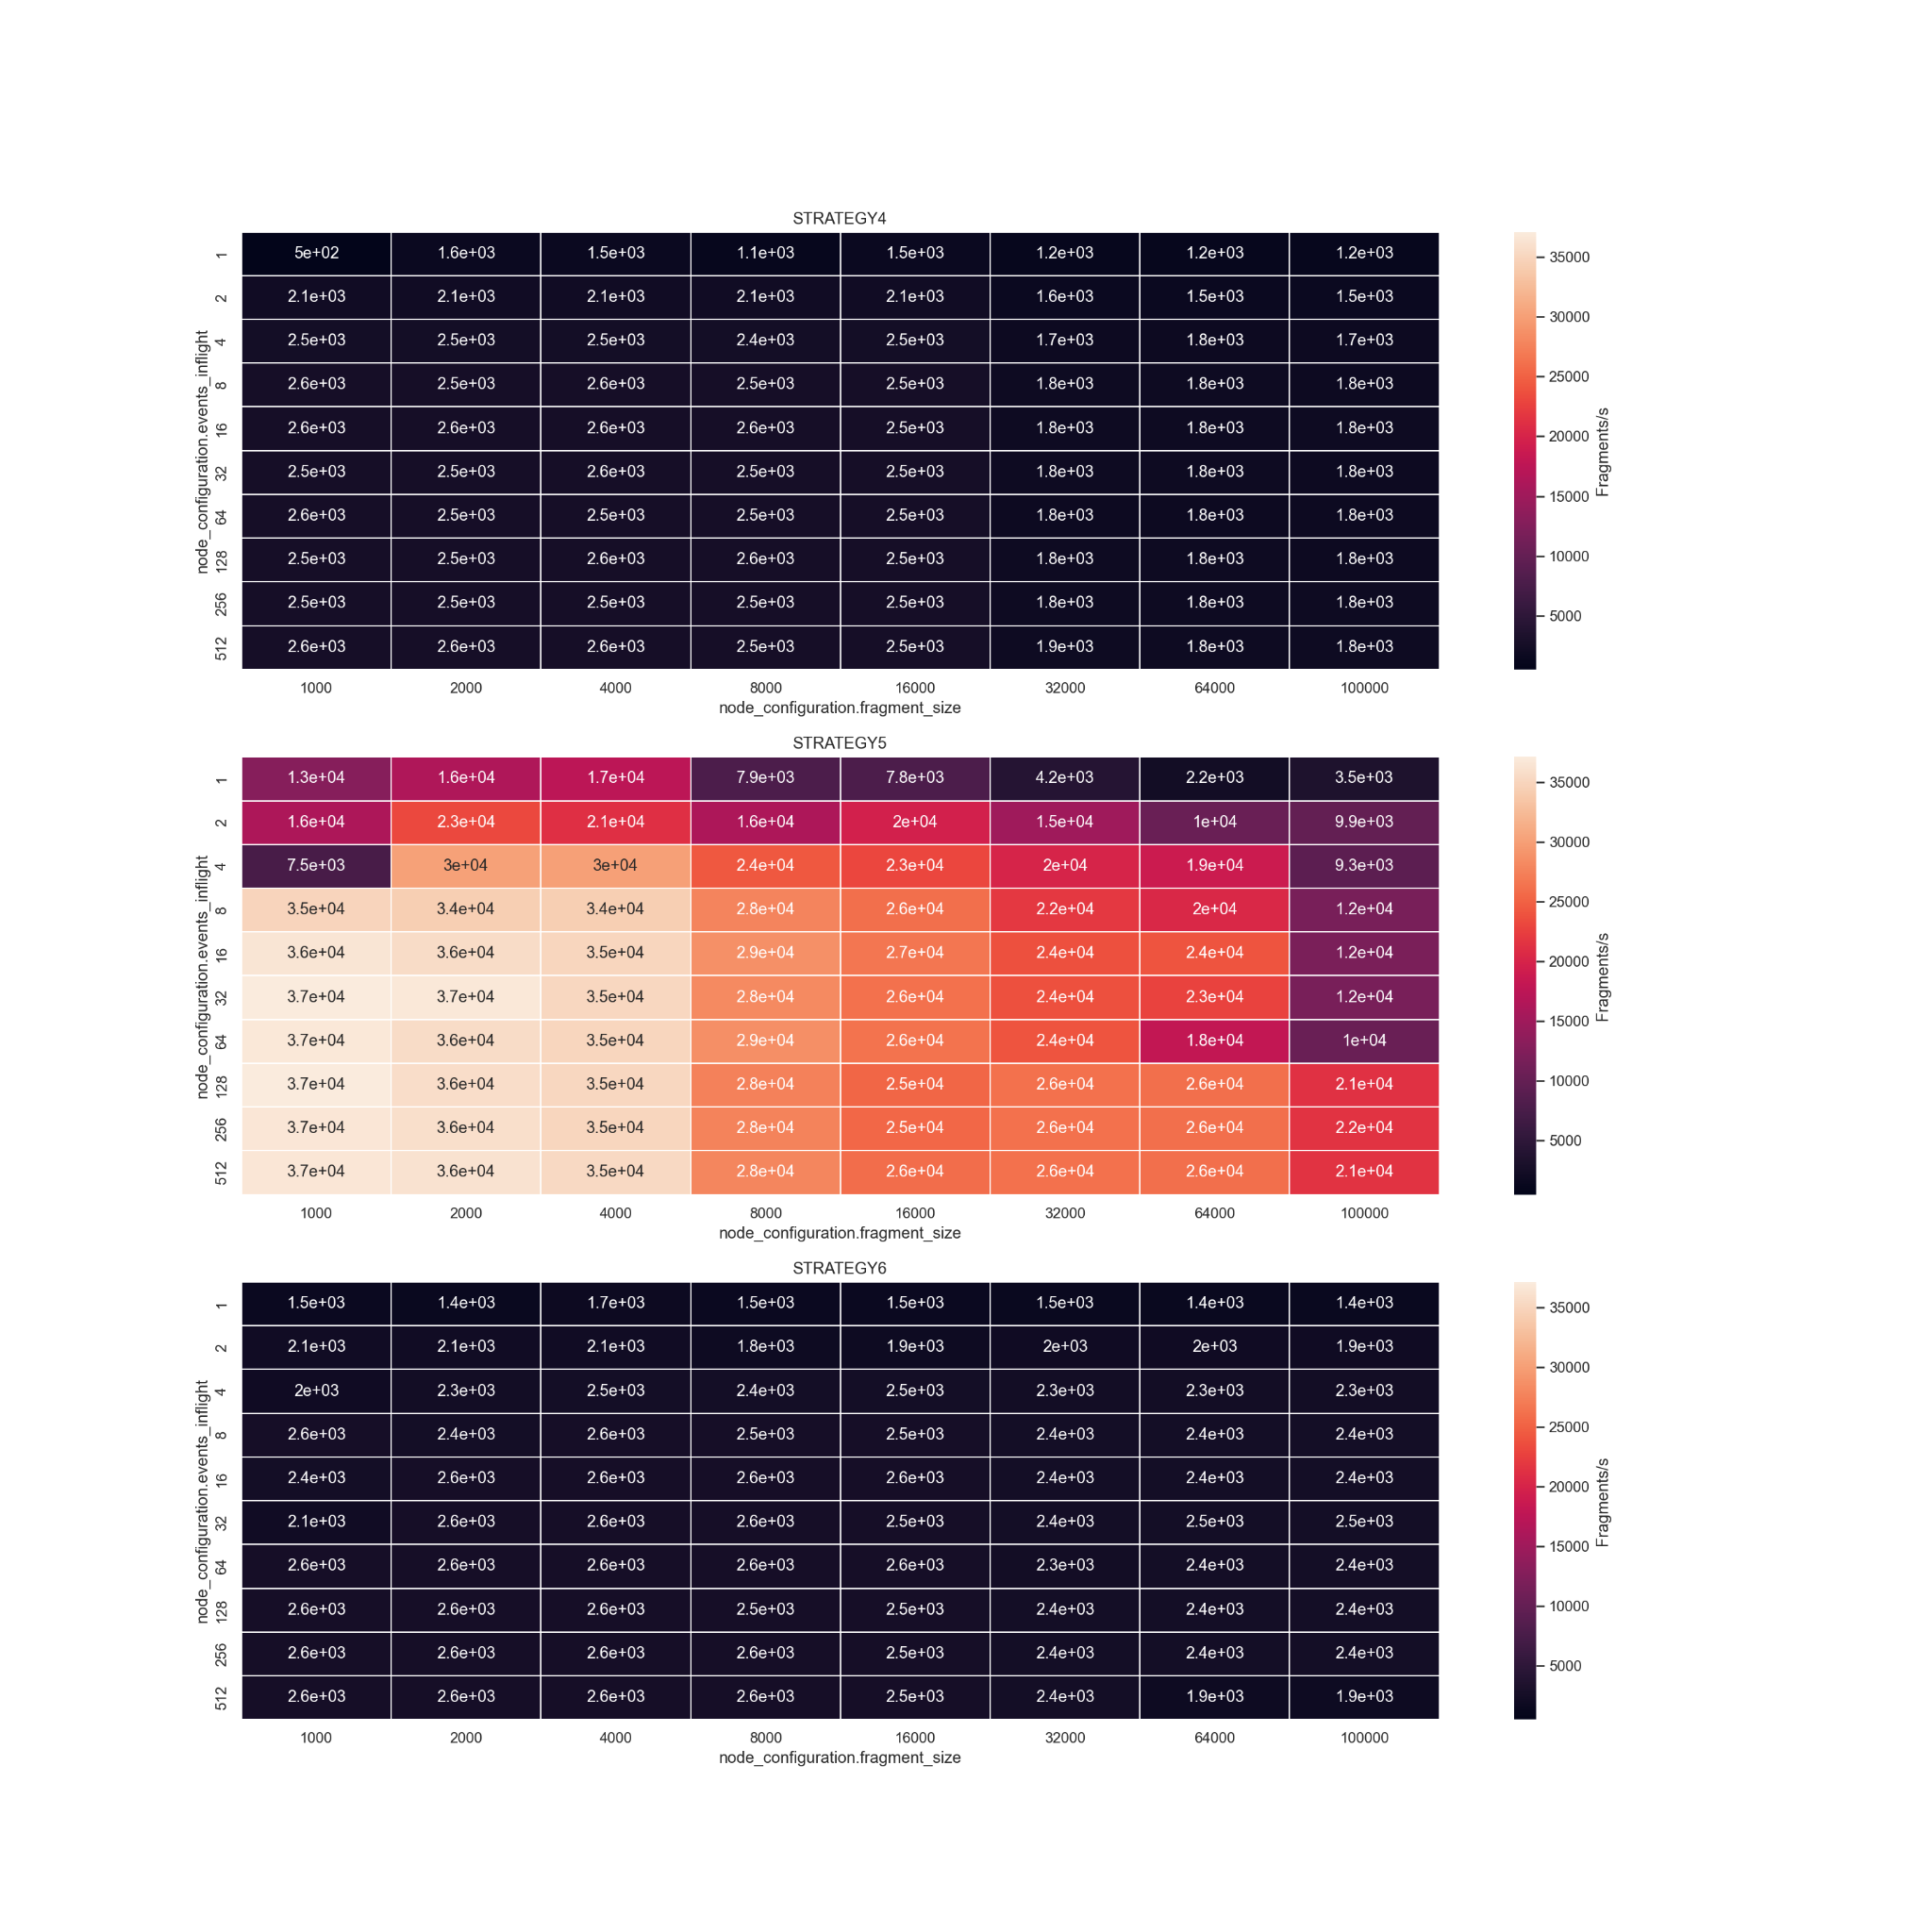 STRATEGY4
1 5e+02 1.6e+03 1.5e+03 1.1e+03 1.5e+03 1.2e+03 1.2e+03 1.2e+03
2 2.1e+03 2.1e+03 2.1e+03 2.1e+03 2.1e+03 1.6e+03 1.5e+03 1.5e+03
4 2.5e+03 2.5e+03 2.5e+03 2.4e+03 2.5e+03 1.7e+03 1.8e+03 1.7e+03
8 2.6e+03 2.5e+03 2.6e+03 2.5e+03 2.5e+03 1.8e+03 1.8e+03 1.8e+03
16 2.6e+03 2.6e+03 2.6e+03 2.6e+03 2.5e+03 1.8e+03 1.8e+03 1.8e+03
32 2.5e+03 2.5e+03 2.6e+03 2.5e+03 2.5e+03 1.8e+03 1.8e+03 1.8e+03
64 2.6e+03 2.5e+03 2.5e+03 2.5e+03 2.5e+03 1.8e+03 1.8e+03 1.8e+03
128 2.5e+03 2.5e+03 2.6e+03 2.6e+03 2.5e+03 1.8e+03 1.8e+03 1.8e+03
256 2.5e+03 2.5e+03 2.5e+03 2.5e+03 2.5e+03 1.8e+03 1.8e+03 1.8e+03
512 2.6e+03 2.6e+03 2.6e+03 2.5e+03 2.5e+03 1.9e+03 1.8e+03 1.8e+03
1000 2000 4000 8000 16000 32000 64000 100000
node_configuration.fragment_size
node_configuration.events_inflight
35000
30000
25000
20000
15000
10000
5000
Fragments/s
STRATEGY5
1 1.3e+04 1.6e+04 1.7e+04 7.9e+03 7.8e+03 4.2e+03 2.2e+03 3.5e+03
2 1.6e+04 2.3e+04 2.1e+04 1.6e+04 2e+04 1.5e+04 1e+04 9.9e+03
4 7.5e+03 3e+04 3e+04 2.4e+04 2.3e+04 2e+04 1.9e+04 9.3e+03
8 3.5e+04 3.4e+04 3.4e+04 2.8e+04 2.6e+04 2.2e+04 2e+04 1.2e+04
16 3.6e+04 3.6e+04 3.5e+04 2.9e+04 2.7e+04 2.4e+04 2.4e+04 1.2e+04
32 3.7e+04 3.7e+04 3.5e+04 2.8e+04 2.6e+04 2.4e+04 2.3e+04 1.2e+04
64 3.7e+04 3.6e+04 3.5e+04 2.9e+04 2.6e+04 2.4e+04 1.8e+04 1e+04
128 3.7e+04 3.6e+04 3.5e+04 2.8e+04 2.5e+04 2.6e+04 2.6e+04 2.1e+04
256 3.7e+04 3.6e+04 3.5e+04 2.8e+04 2.5e+04 2.6e+04 2.6e+04 2.2e+04
512 3.7e+04 3.6e+04 3.5e+04 2.8e+04 2.6e+04 2.6e+04 2.6e+04 2.1e+04
1000 2000 4000 8000 16000 32000 64000 100000
node_configuration.fragment_size
node_configuration.events_inflight
35000
30000
25000
20000
15000
10000
5000
Fragments/s
STRATEGY6
1 1.5e+03 1.4e+03 1.7e+03 1.5e+03 1.5e+03 1.5e+03 1.4e+03 1.4e+03
2 2.1e+03 2.1e+03 2.1e+03 1.8e+03 1.9e+03 2e+03 2e+03 1.9e+03
4 2e+03 2.3e+03 2.5e+03 2.4e+03 2.5e+03 2.3e+03 2.3e+03 2.3e+03
8 2.6e+03 2.4e+03 2.6e+03 2.5e+03 2.5e+03 2.4e+03 2.4e+03 2.4e+03
16 2.4e+03 2.6e+03 2.6e+03 2.6e+03 2.6e+03 2.4e+03 2.4e+03 2.4e+03
32 2.1e+03 2.6e+03 2.6e+03 2.6e+03 2.5e+03 2.4e+03 2.5e+03 2.5e+03
64 2.6e+03 2.6e+03 2.6e+03 2.6e+03 2.6e+03 2.3e+03 2.4e+03 2.4e+03
128 2.6e+03 2.6e+03 2.6e+03 2.5e+03 2.5e+03 2.4e+03 2.4e+03 2.4e+03
256 2.6e+03 2.6e+03 2.6e+03 2.6e+03 2.5e+03 2.4e+03 2.4e+03 2.4e+03
512 2.6e+03 2.6e+03 2.6e+03 2.6e+03 2.5e+03 2.4e+03 1.9e+03 1.9e+03
1000 2000 4000 8000 16000 32000 64000 100000
node_configuration.fragment_size
node_configuration.events_inflight
35000
30000
25000
20000
15000
10000
5000
Fragments/s